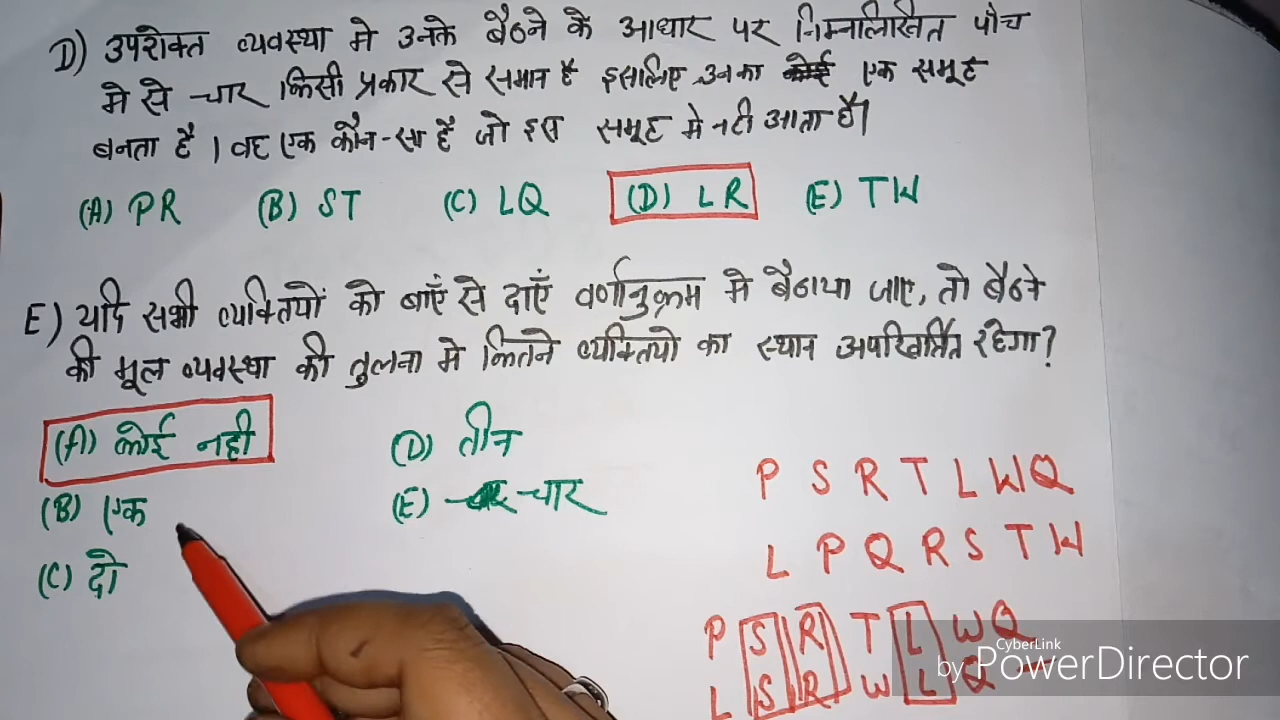 D) उपरोक्त व्यवस्था मे उनके बैठने के आधार पर निम्नलिखित पाँच
मे से चार किसी प्रकार से समान है इसलिए उनका एक समूह
बनता है। वह एक कौन-सा है जो इस समूह मे नही आता है।
(A) PR (B) ST (C) LQ (D) LR (E) TW
E) यदि सभी व्यक्तियों को बाएँ से दाएँ वर्णानुक्रम मे बैठाया जाए, तो बैठने
की मूल व्यवस्था की तुलना मे कितने व्यक्तियो का स्थान अपरिवर्तित रहेगा?
(A) कोई नही (D) तीन
(B) एक (E) चार
(C) दो
P S R T L W Q
L P Q R S T W
P S R T L W Q
L S R W L Q
CyberLink
by PowerDirector